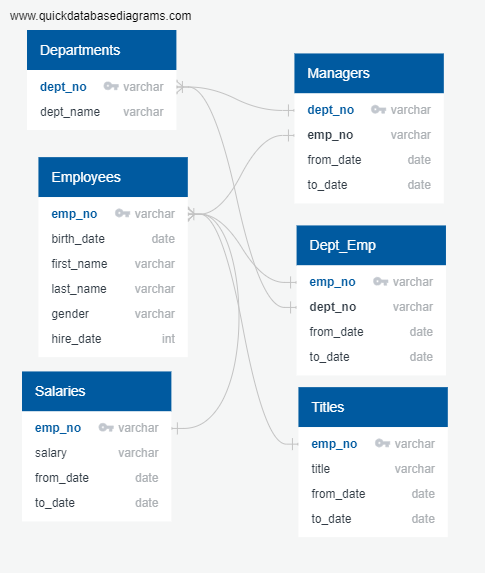 www.quickdatabasediagrams.com
Departments
dept_no varchar
dept_name varchar
Managers
dept_no varchar
emp_no varchar
from_date date
to_date date
Employees
emp_no varchar
birth_date date
first_name varchar
last_name varchar
gender varchar
hire_date int
Dept_Emp
emp_no varchar
dept_no varchar
from_date date
to_date date
Salaries
emp_no varchar
salary varchar
from_date date
to_date date
Titles
emp_no varchar
title varchar
from_date date
to_date date